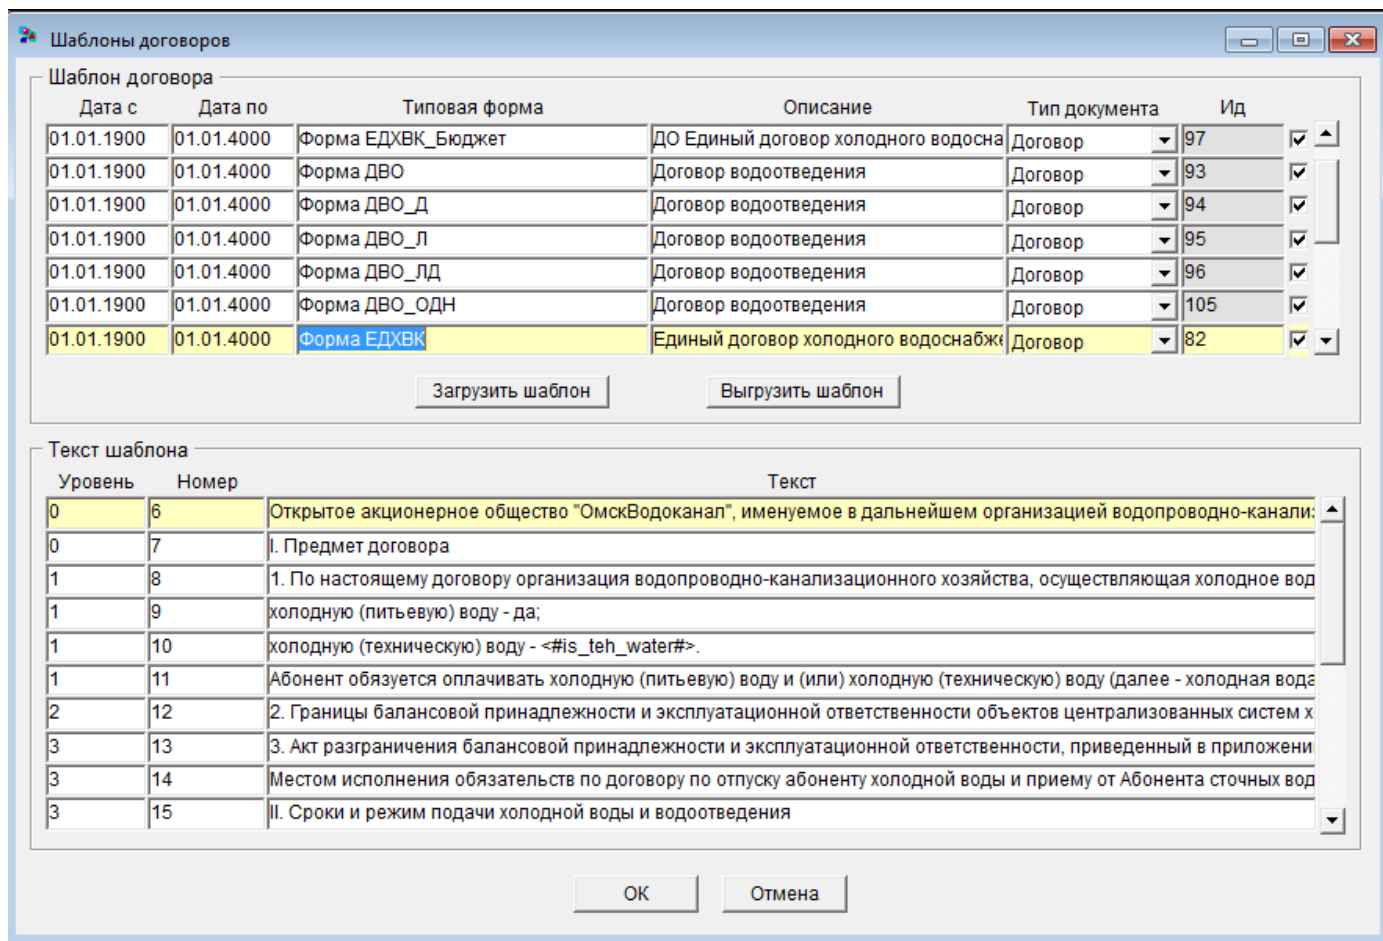 Шаблоны договоров
Шаблон договора
Дата с Дата по Типовая форма Описание Тип документа Ид
01.01.1900 01.01.4000 Форма ЕДХВК_Бюджет ДО Единый договор холодного водосна Договор 97
01.01.1900 01.01.4000 Форма ДВО Договор водоотведения Договор 93
01.01.1900 01.01.4000 Форма ДВО_Д Договор водоотведения Договор 94
01.01.1900 01.01.4000 Форма ДВО_Л Договор водоотведения Договор 95
01.01.1900 01.01.4000 Форма ДВО_ЛД Договор водоотведения Договор 96
01.01.1900 01.01.4000 Форма ДВО_ОДН Договор водоотведения Договор 105
01.01.1900 01.01.4000 Форма ЕДХВК Единый договор холодного водоснабже Договор 82
Загрузить шаблон Выгрузить шаблон
Текст шаблона
Уровень Номер Текст
0 6 Открытое акционерное общество "ОмскВодоканал", именуемое в дальнейшем организацией водопроводно-канализ
0 7 I. Предмет договора
1 8 1. По настоящему договору организация водопроводно-канализационного хозяйства, осуществляющая холодное вод
1 9 холодную (питьевую) воду - да;
1 10 холодную (техническую) воду - <#is_teh_water#>.
1 11 Абонент обязуется оплачивать холодную (питьевую) воду и (или) холодную (техническую) воду (далее - холодная вода
2 12 2. Границы балансовой принадлежности и эксплуатационной ответственности объектов централизованных систем х
3 13 3. Акт разграничения балансовой принадлежности и эксплуатационной ответственности, приведенный в приложени
3 14 Местом исполнения обязательств по договору по отпуску абоненту холодной воды и приему от Абонента сточных вод
3 15 II. Сроки и режим подачи холодной воды и водоотведения
ОК Отмена